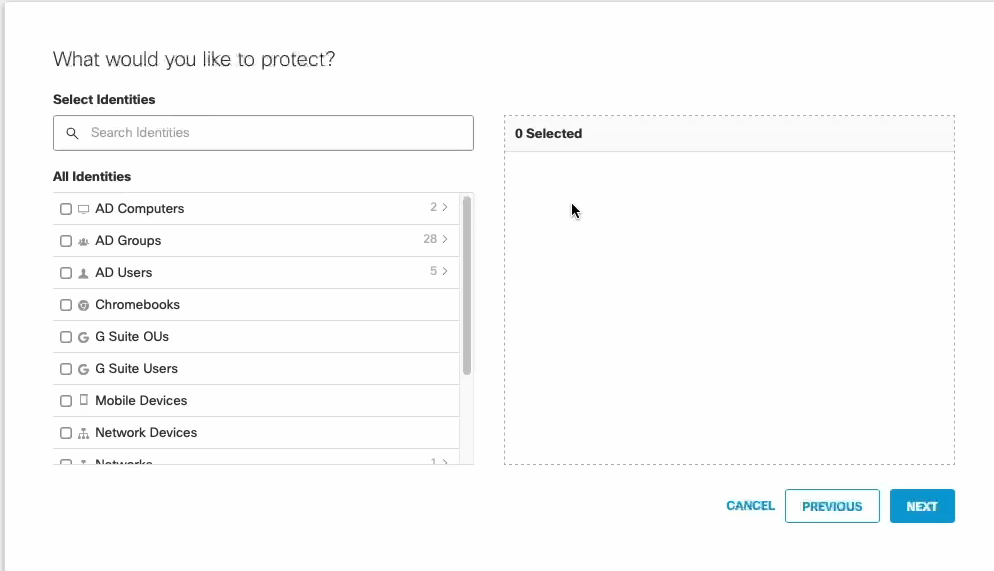 What would you like to protect?
Select Identities
Search Identities
0 Selected
All Identities
AD Computers 2
AD Groups 28
AD Users 5
Chromebooks
G Suite OUs
G Suite Users
Mobile Devices
Network Devices
Networks 1
CANCEL PREVIOUS NEXT